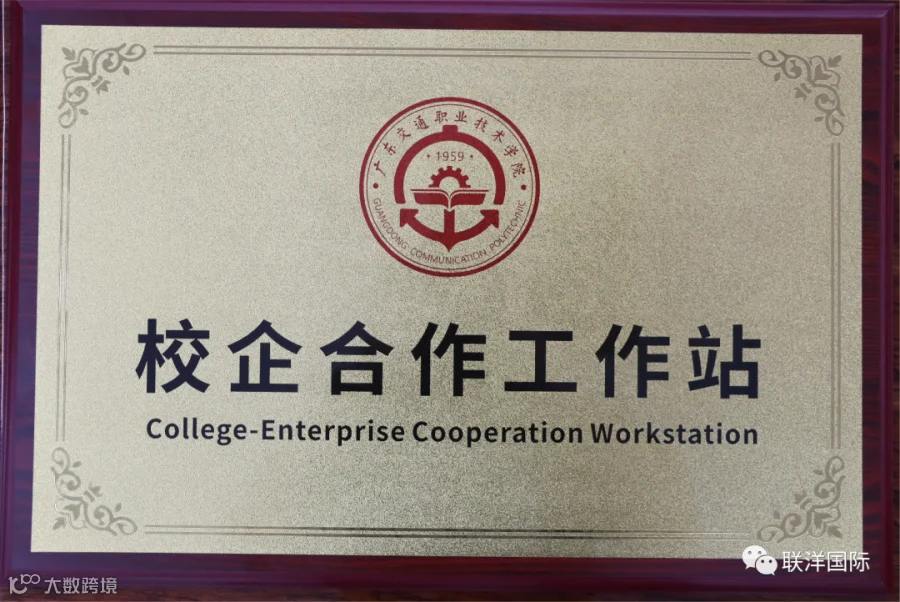 广东交通职业技术学院
·1959·
GUANGDONG COMMUNICATION POLYTECHNIC
校企合作工作站
College-Enterprise Cooperation Workstation
联洋国际
大数跨境